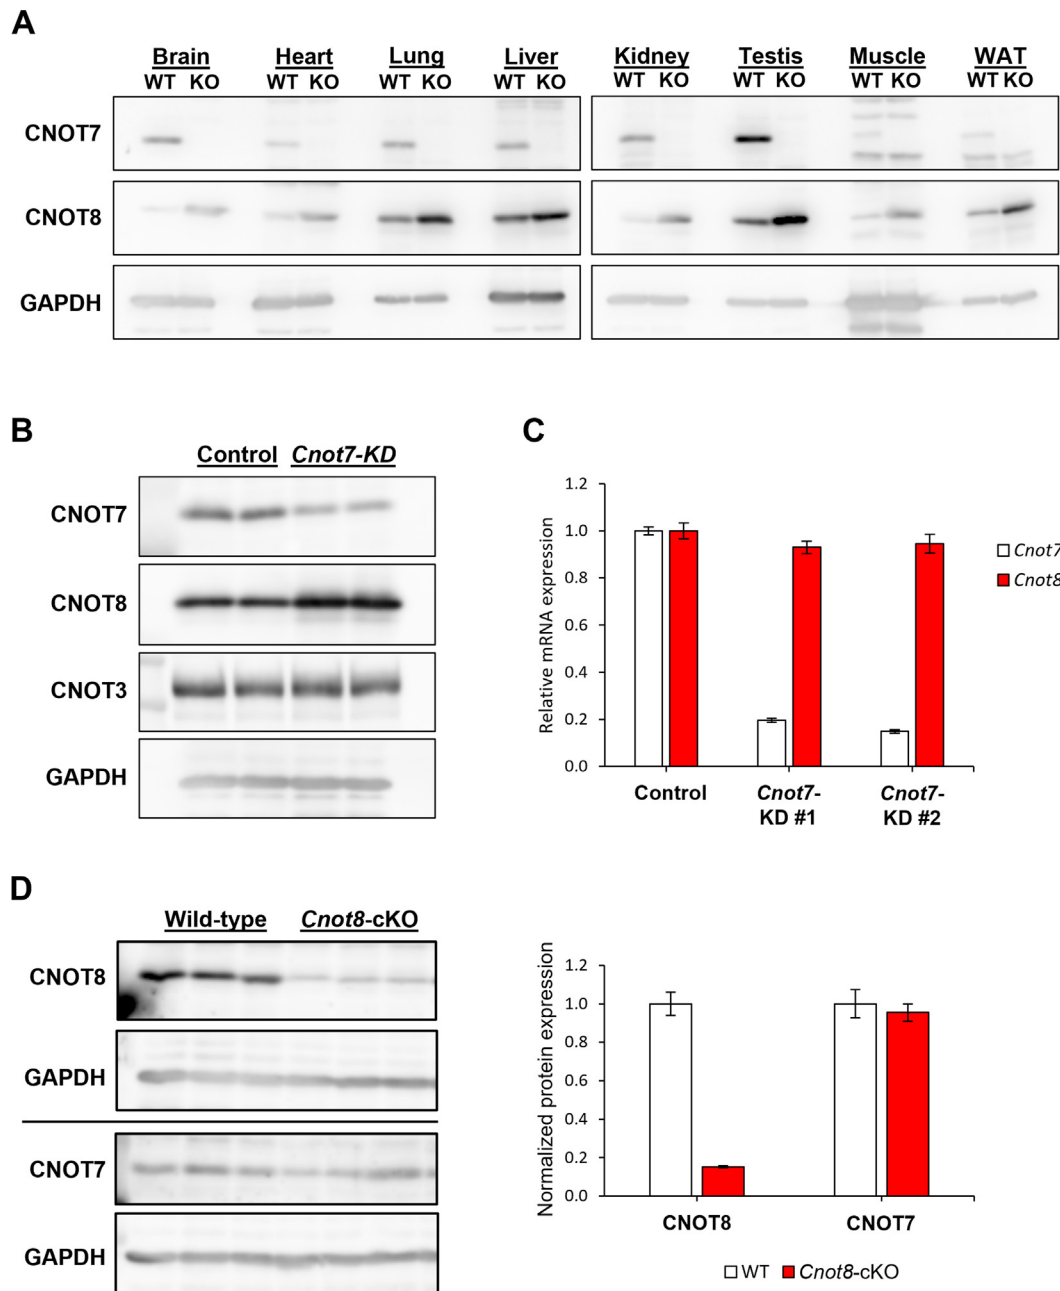 A
Brain Heart Lung Liver Kidney Testis Muscle WAT
WT KO WT KO WT KO WT KO WT KO WT KO WT KO WT KO
CNOT7
CNOT8
GAPDH
B
Control Cnot7-KD
CNOT7
CNOT8
CNOT3
GAPDH
C
Relative mRNA expression
1.2
1.0
0.8
0.6
0.4
0.2
0.0
Control
Cnot7-
KD #1
Cnot7-
KD #2
Cnot7
Cnot8
D
Wild-type Cnot8-cKO
CNOT8
GAPDH
CNOT7
GAPDH
Normalized protein expression
1.2
1.0
0.8
0.6
0.4
0.2
0.0
CNOT8 CNOT7
WT Cnot8-cKO